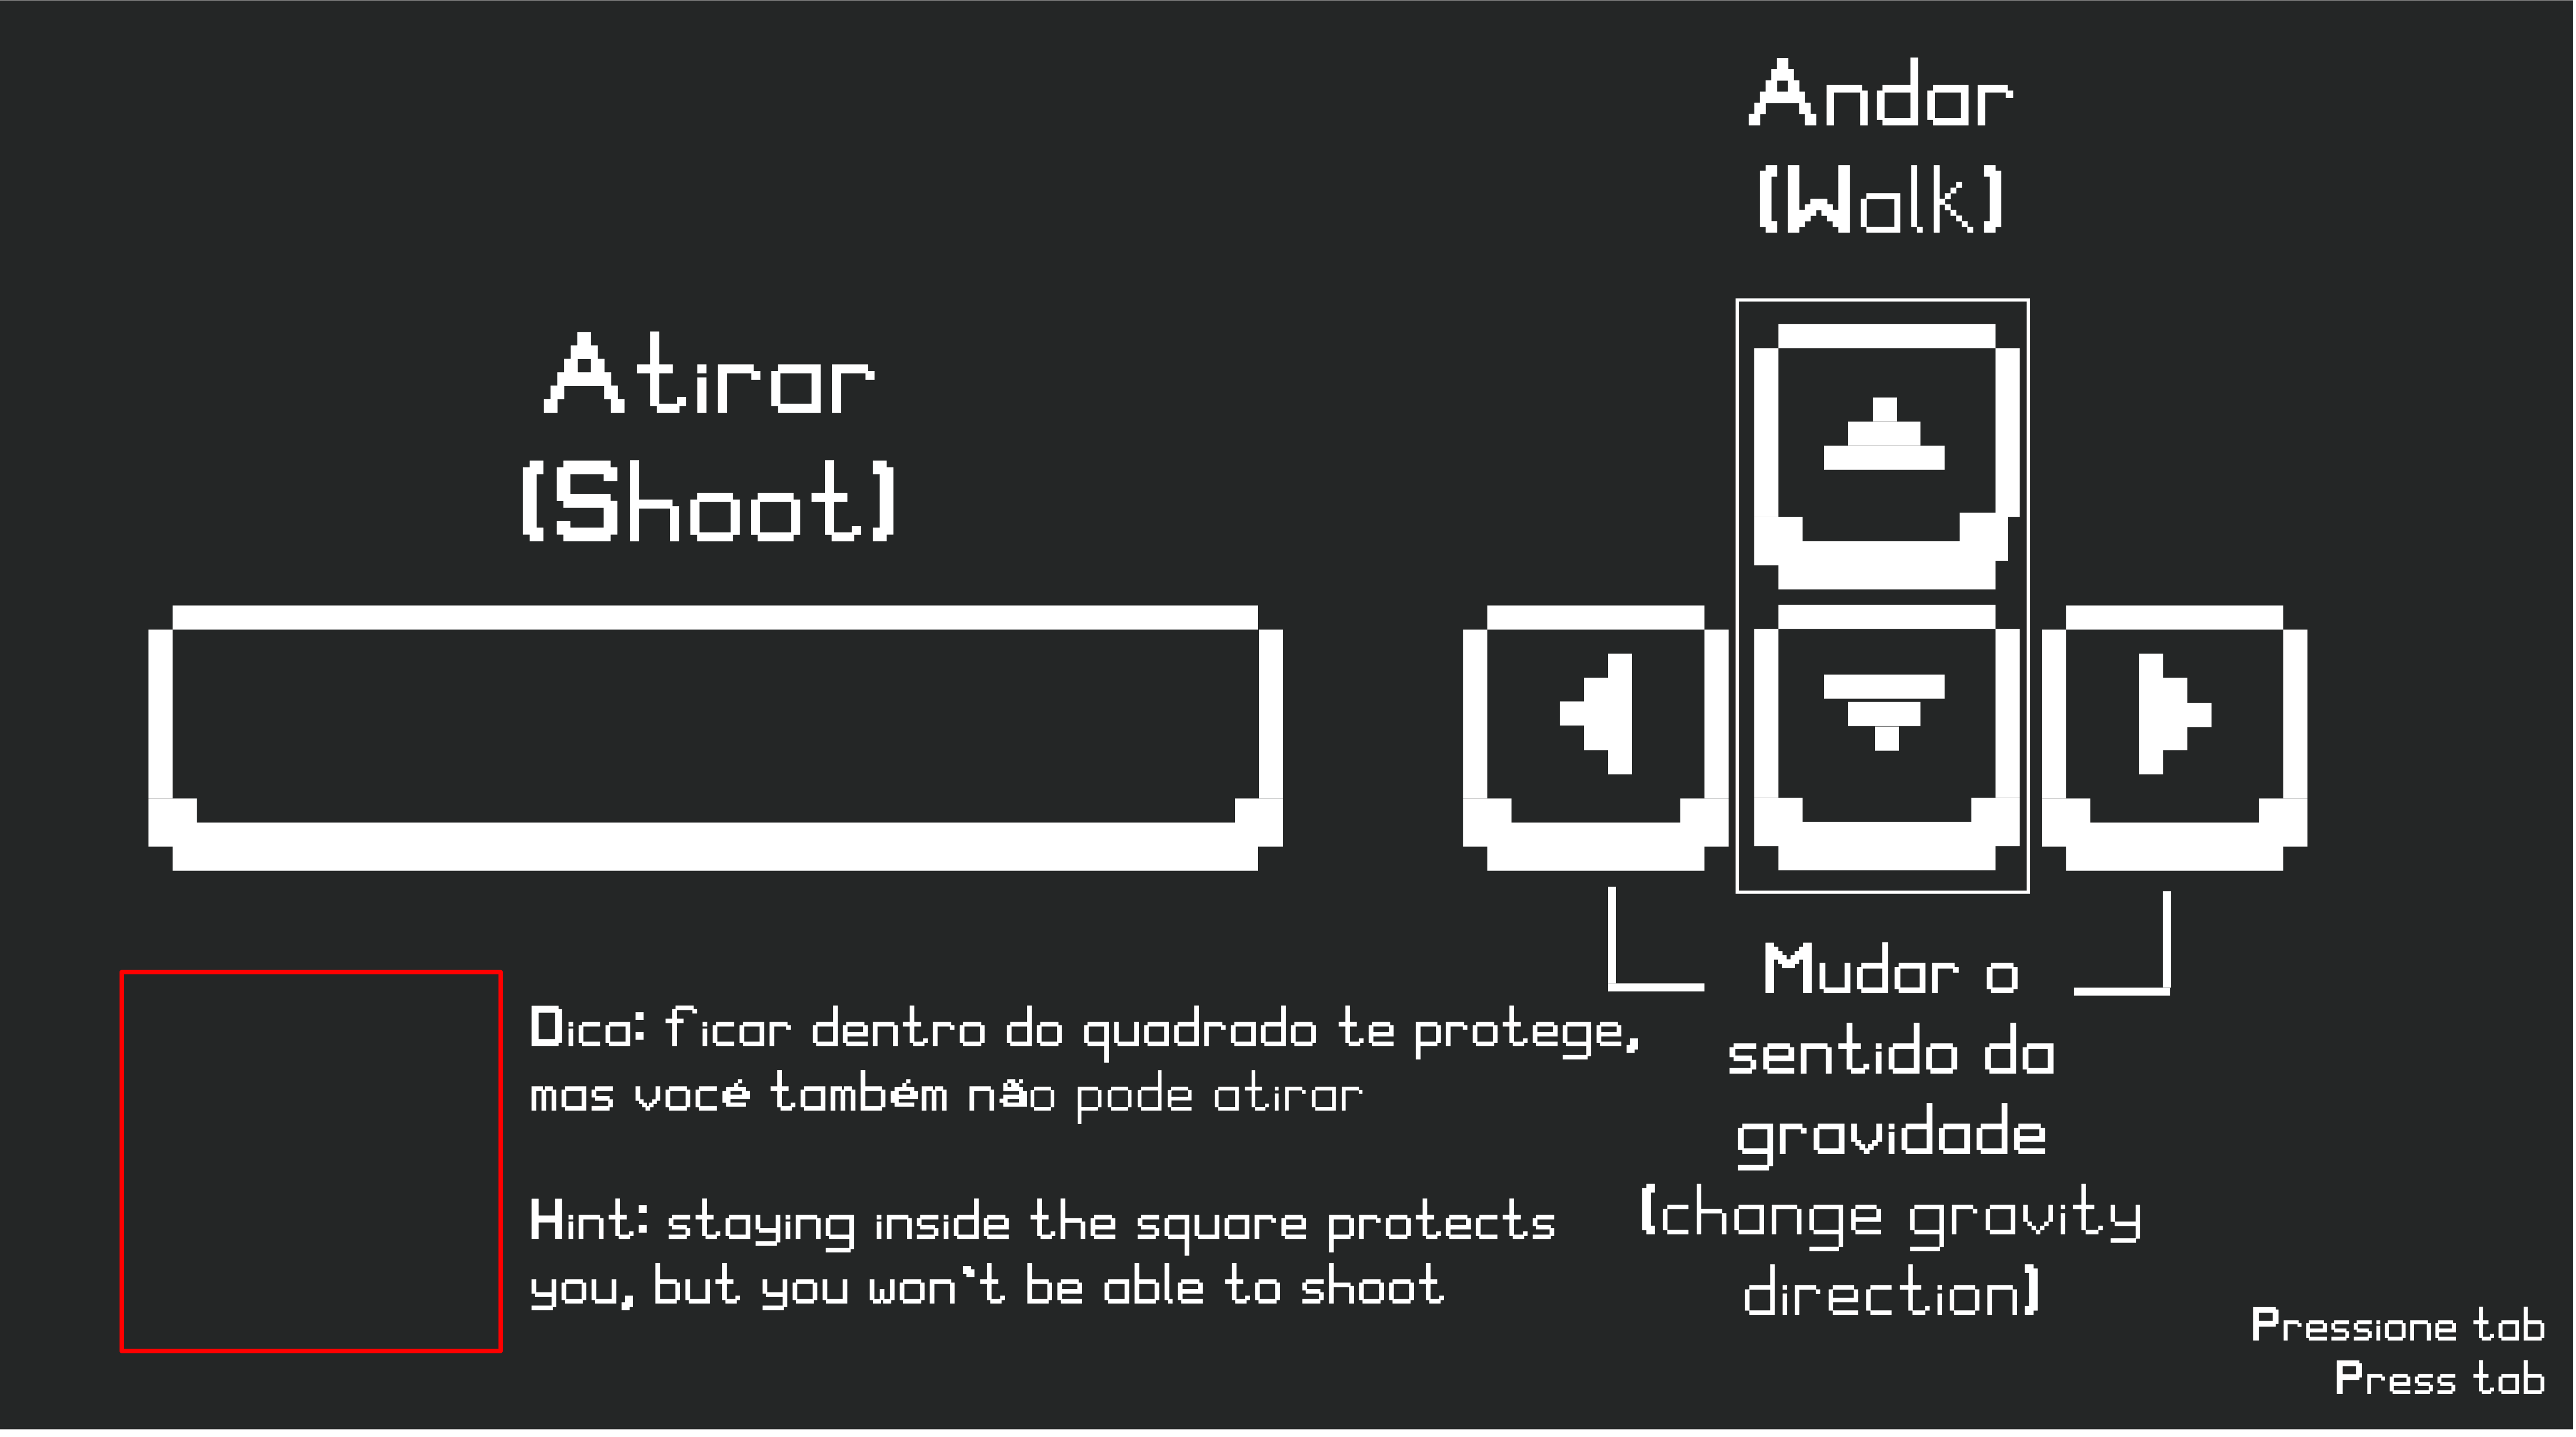 Andar
(Walk)
Atirar
(Shoot)
Dica: ficar dentro do quadrado te protege,
mas você também não pode atirar
Hint: staying inside the square protects
you, but you won't be able to shoot
Mudar o
sentido da
gravidade
(change gravity
direction)
Pressione tab
Press tab